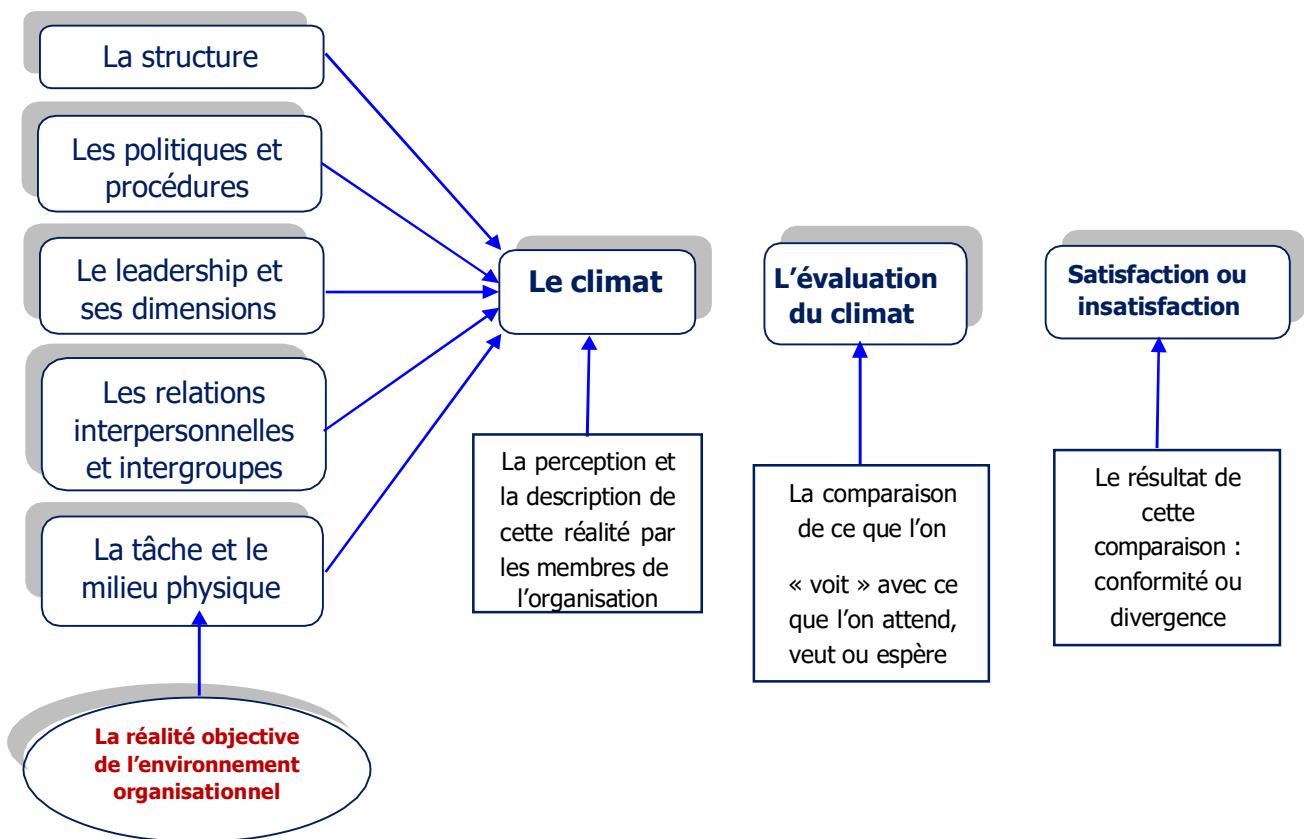 La structure
Les politiques et
procédures
Le leadership et
ses dimensions
Les relations
interpersonnelles
et intergroupes
La tâche et le
milieu physique
La réalité objective
de l’environnement
organisationnel
Le climat
La perception et
la description de
cette réalité par
les membres de
l’organisation
L’évaluation
du climat
La comparaison
de ce que l’on
« voit » avec ce
que l’on attend,
veut ou espère
Satisfaction ou
insatisfaction
Le résultat de
cette
comparaison :
conformité ou
divergence